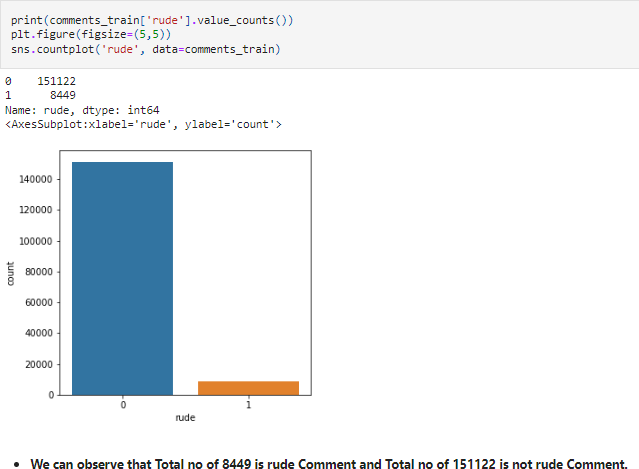 print(comments_train['rude'].value_counts())
plt.figure(figsize=(5,5))
sns.countplot('rude', data=comments_train)
0    151122
1      8449
Name: rude, dtype: int64
<AxesSubplot:xlabel='rude', ylabel='count'>
140000
120000
100000
80000
60000
40000
20000
0
count
0 1
rude
• We can observe that Total no of 8449 is rude Comment and Total no of 151122 is not rude Comment.